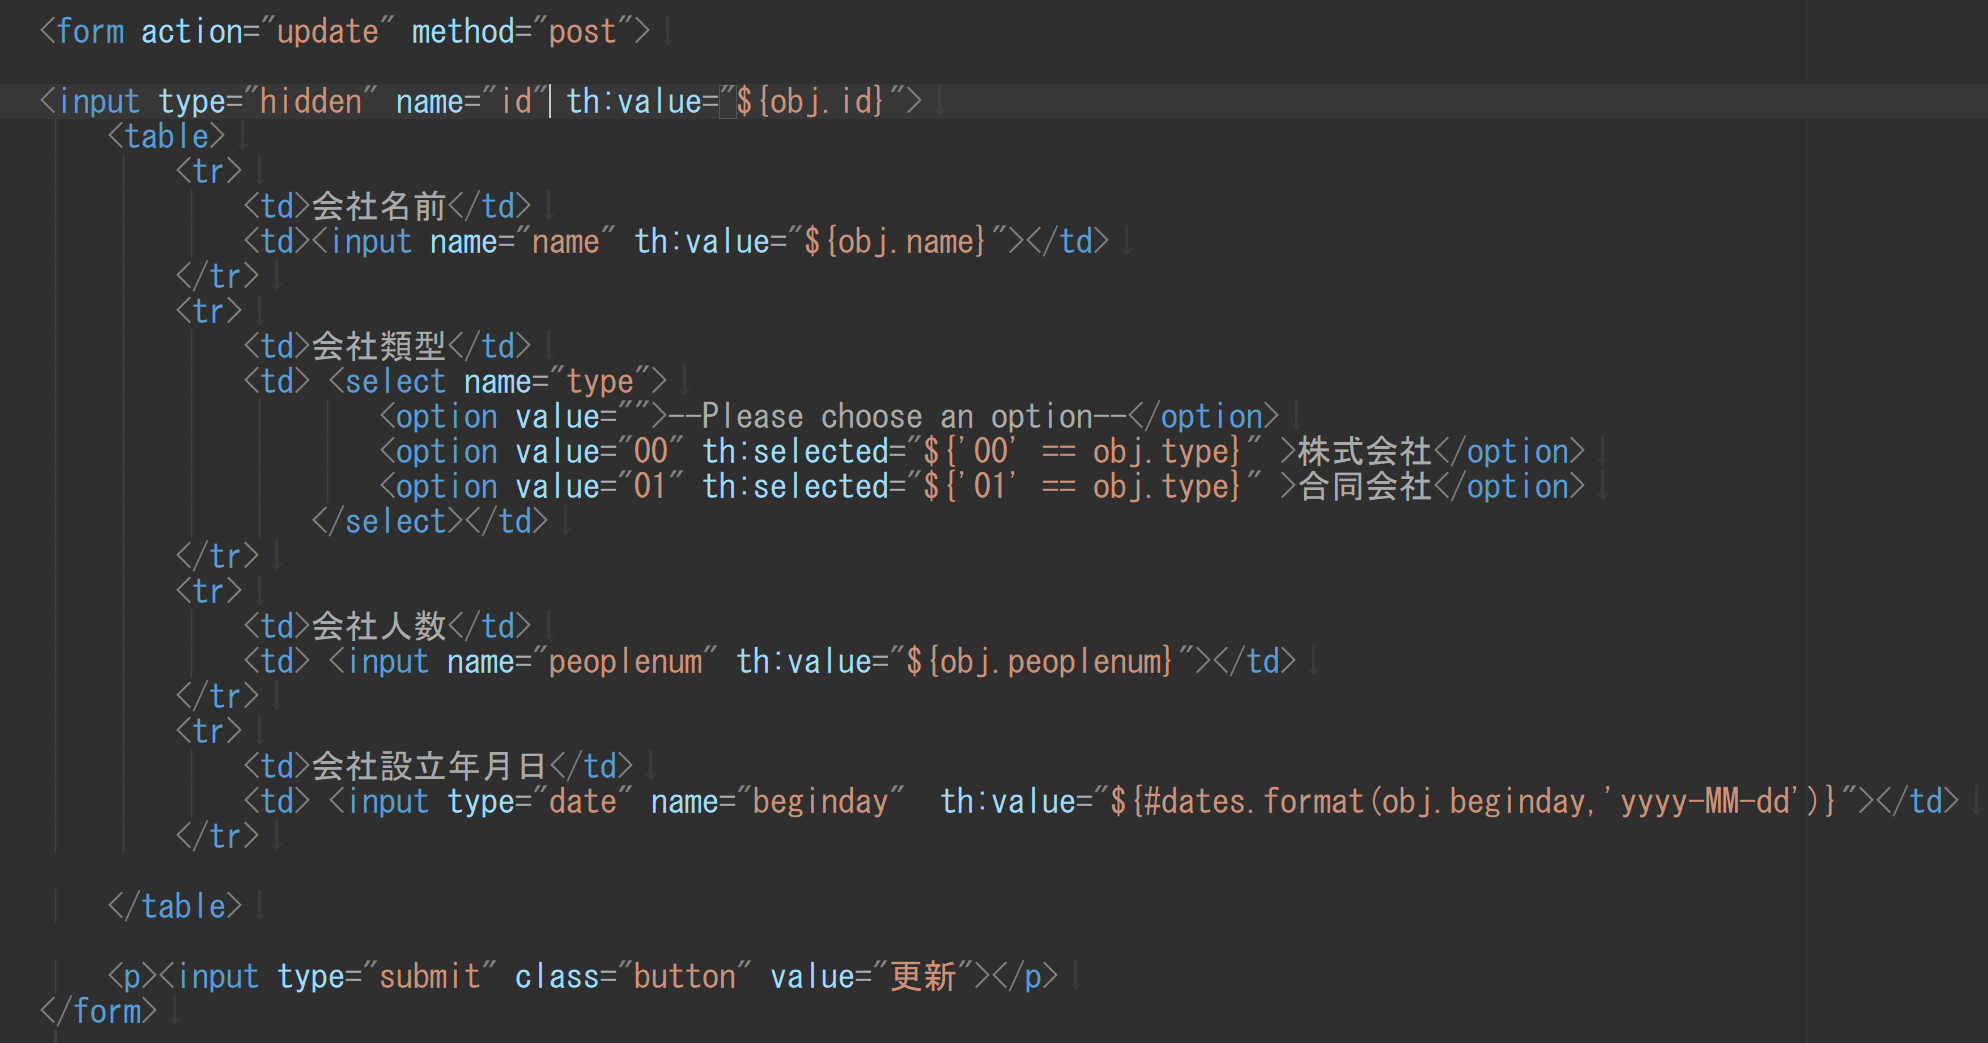 <form action="update" method="post">
<input type="hidden" name="id" th:value="${obj.id}">
<table>
<tr>
<td>会社名前</td>
<td><input name="name" th:value="${obj.name}"></td>
</tr>
<tr>
<td>会社類型</td>
<td> <select name="type">
<option value="">--Please choose an option--</option>
<option value="00" th:selected="${'00' == obj.type}" >株式会社</option>
<option value="01" th:selected="${'01' == obj.type}" >合同会社</option>
</select></td>
</tr>
<tr>
<td>会社人数</td>
<td> <input name="peoplenum" th:value="${obj.peoplenum}"></td>
</tr>
<tr>
<td>会社設立年月日</td>
<td> <input type="date" name="beginday"  th:value="${#dates.format(obj.beginday,'yyyy-MM-dd')}"></td>
</tr>
</table>
<p><input type="submit" class="button" value="更新"></p>
</form>